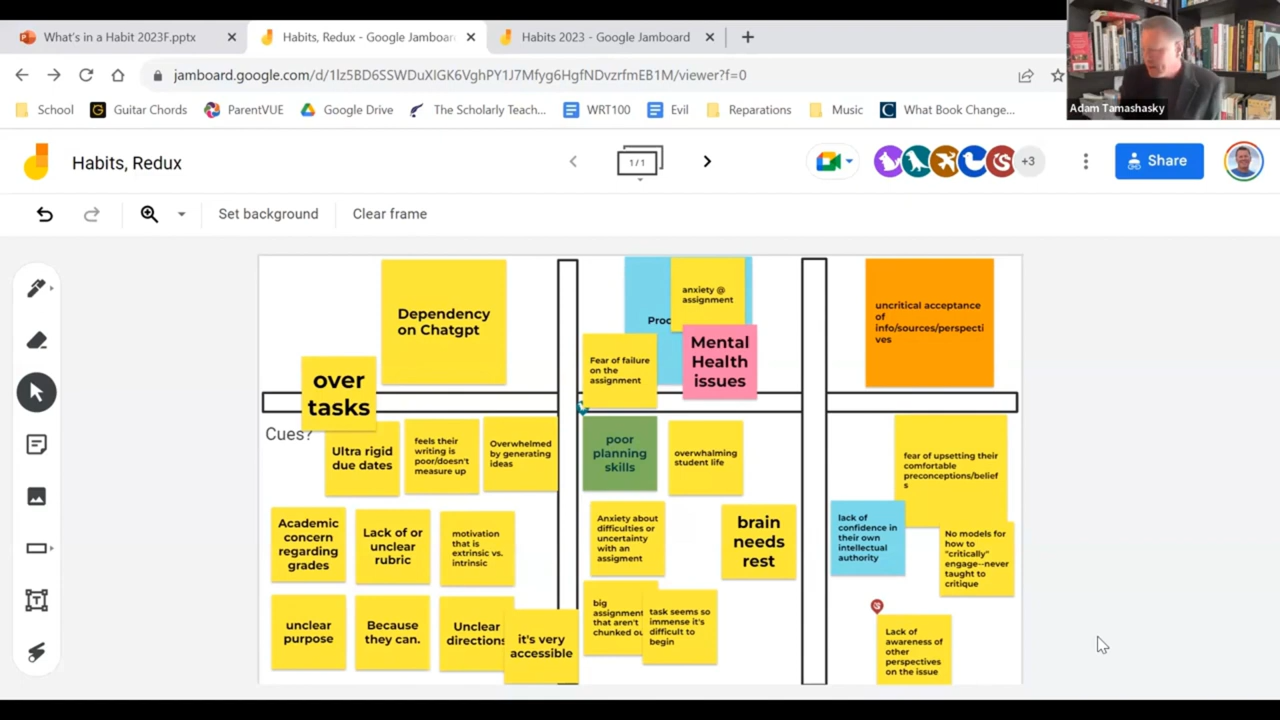 What's in a Habit 2023F.pptx
Habits, Redux - Google Jamboar
Habits 2023 - Google Jamboard
jamboard.google.com/d/1lz5BD6SSWDuXlGK6VghPY1J7Mfyg6HgfNDvzrfmEB1M/viewer?f=0
School
Guitar Chords
ParentVUE
Google Drive
The Scholarly Teach...
WRT100
Evil
Reparations
Music
What Book Change...
Adam Tamashasky
Habits, Redux
1/1
+3
Share
Set background
Clear frame
Dependency
on Chatgpt
over
tasks
Proc
anxiety @
assignment
Fear of failure
on the
assignment
Mental
Health
issues
uncritical acceptance
of
info/sources/perspecti
ves
Cues?
Ultra rigid
due dates
feels their
writing is
poor/doesn't
measure up
Overwhelmed
by generating
ideas
poor
planning
skills
overwhalming
student life
fear of upsetting their
comfortable
preconceptions/belief
s
Academic
concern
regarding
grades
Lack of or
unclear
rubric
motivation
that is
extrinsic vs.
intrinsic
Anxiety about
difficulties or
uncertainty
with an
assigment
brain
needs
rest
lack of
confidence in
their own
intellectual
authority
No models for
how to
"critically"
engage--never
taught to
critique
unclear
purpose
Because
they can.
Unclear
directions
it's very
accessible
big
assignment
that aren't
chunked ou
task seems so
immense it's
difficult to
begin
Lack of
awareness of
other
perspectives
on the issue